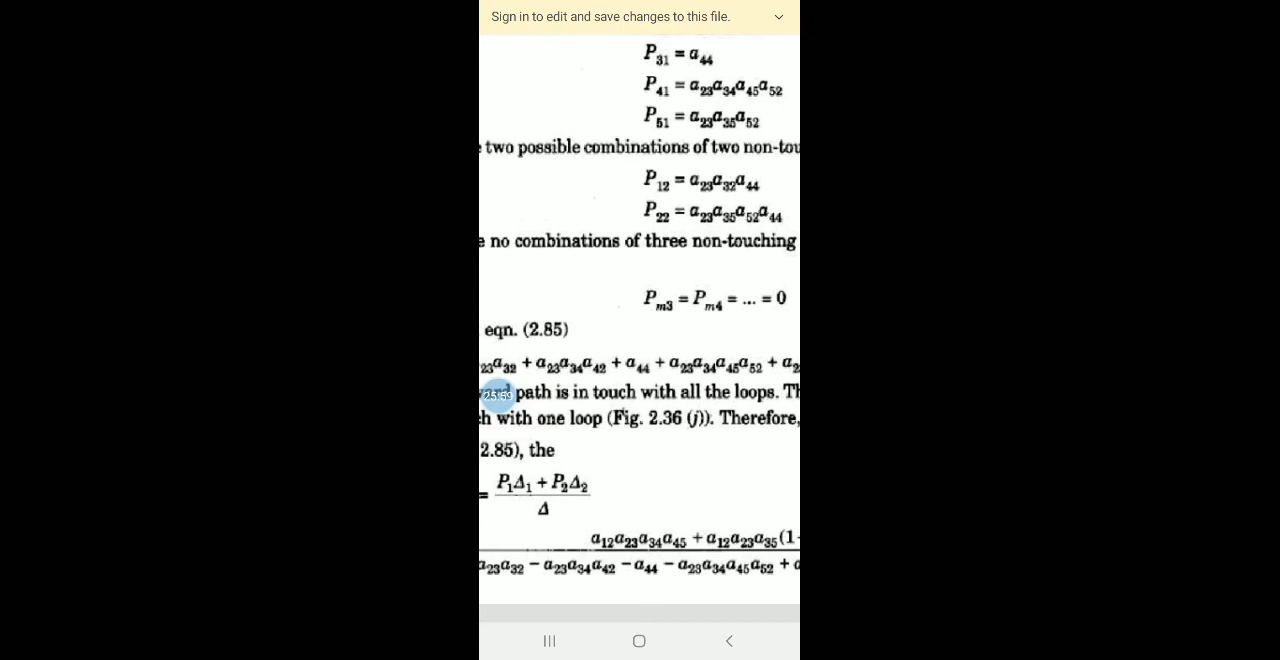 Sign in to edit and save changes to this file.
P₃₁ = a₄₄
P₄₁ = a₂₃a₃₄a₄₅a₅₂
P₅₁ = a₂₃a₃₅a₅₂
two possible combinations of two non-tou
P₁₂ = a₂₃a₃₂a₄₄
P₂₂ = a₂₃a₃₅a₅₂a₄₄
e no combinations of three non-touching
Pₘ₃ = Pₘ₄ = ... = 0
eqn. (2.85)
₂₃a₃₂ + a₂₃a₃₄a₄₂ + a₄₄ + a₂₃a₃₄a₄₅a₅₂ + a₂
25:59 path is in touch with all the loops. Th
ch with one loop (Fig. 2.36 (j)). Therefore,
2.85), the
= P₁Δ₁ + P₂Δ₂
Δ
a₁₂a₂₃a₃₄a₄₅ + a₁₂a₂₃a₃₅(1-
a₂₃a₃₂ − a₂₃a₃₄a₄₂ − a₄₄ − a₂₃a₃₄a₄₅a₅₂ + a